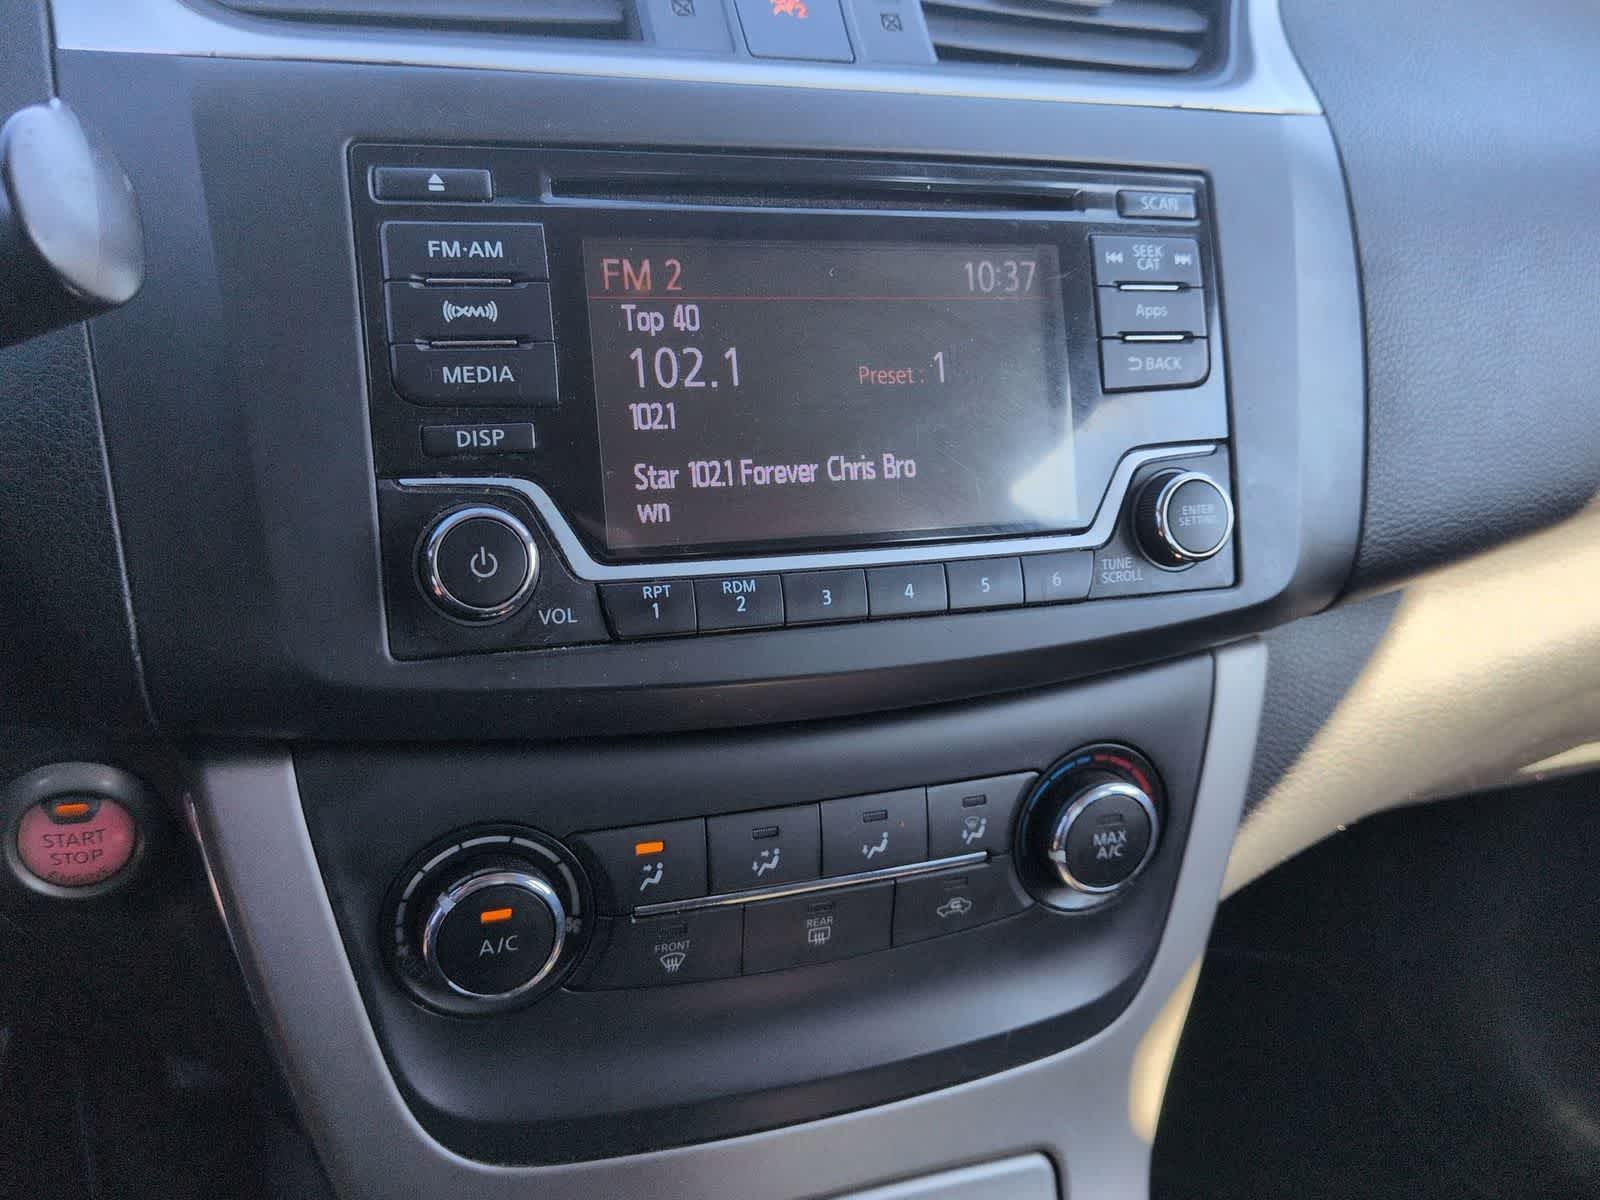 SCAN
FM·AM
SEEK
CAT
XM
Apps
MEDIA
BACK
DISP
FM 2 10:37
Top 40
102.1 Preset : 1
102.1
Star 102.1 Forever Chris Bro
wn
ENTER
SETTING
TUNE
SCROLL
VOL
RPT
1
RDM
2
3
4
5
6
START
STOP
MAX
A/C
A/C
FRONT
REAR